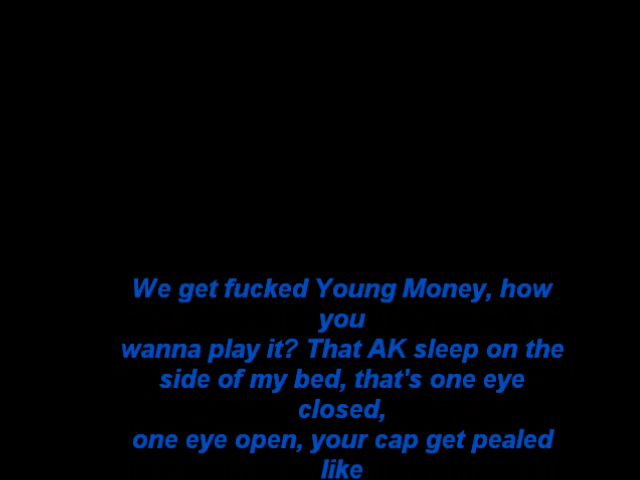 We get fucked Young Money, how
you
wanna play it? That AK sleep on the
side of my bed, that's one eye
closed,
one eye open, your cap get pealed
like